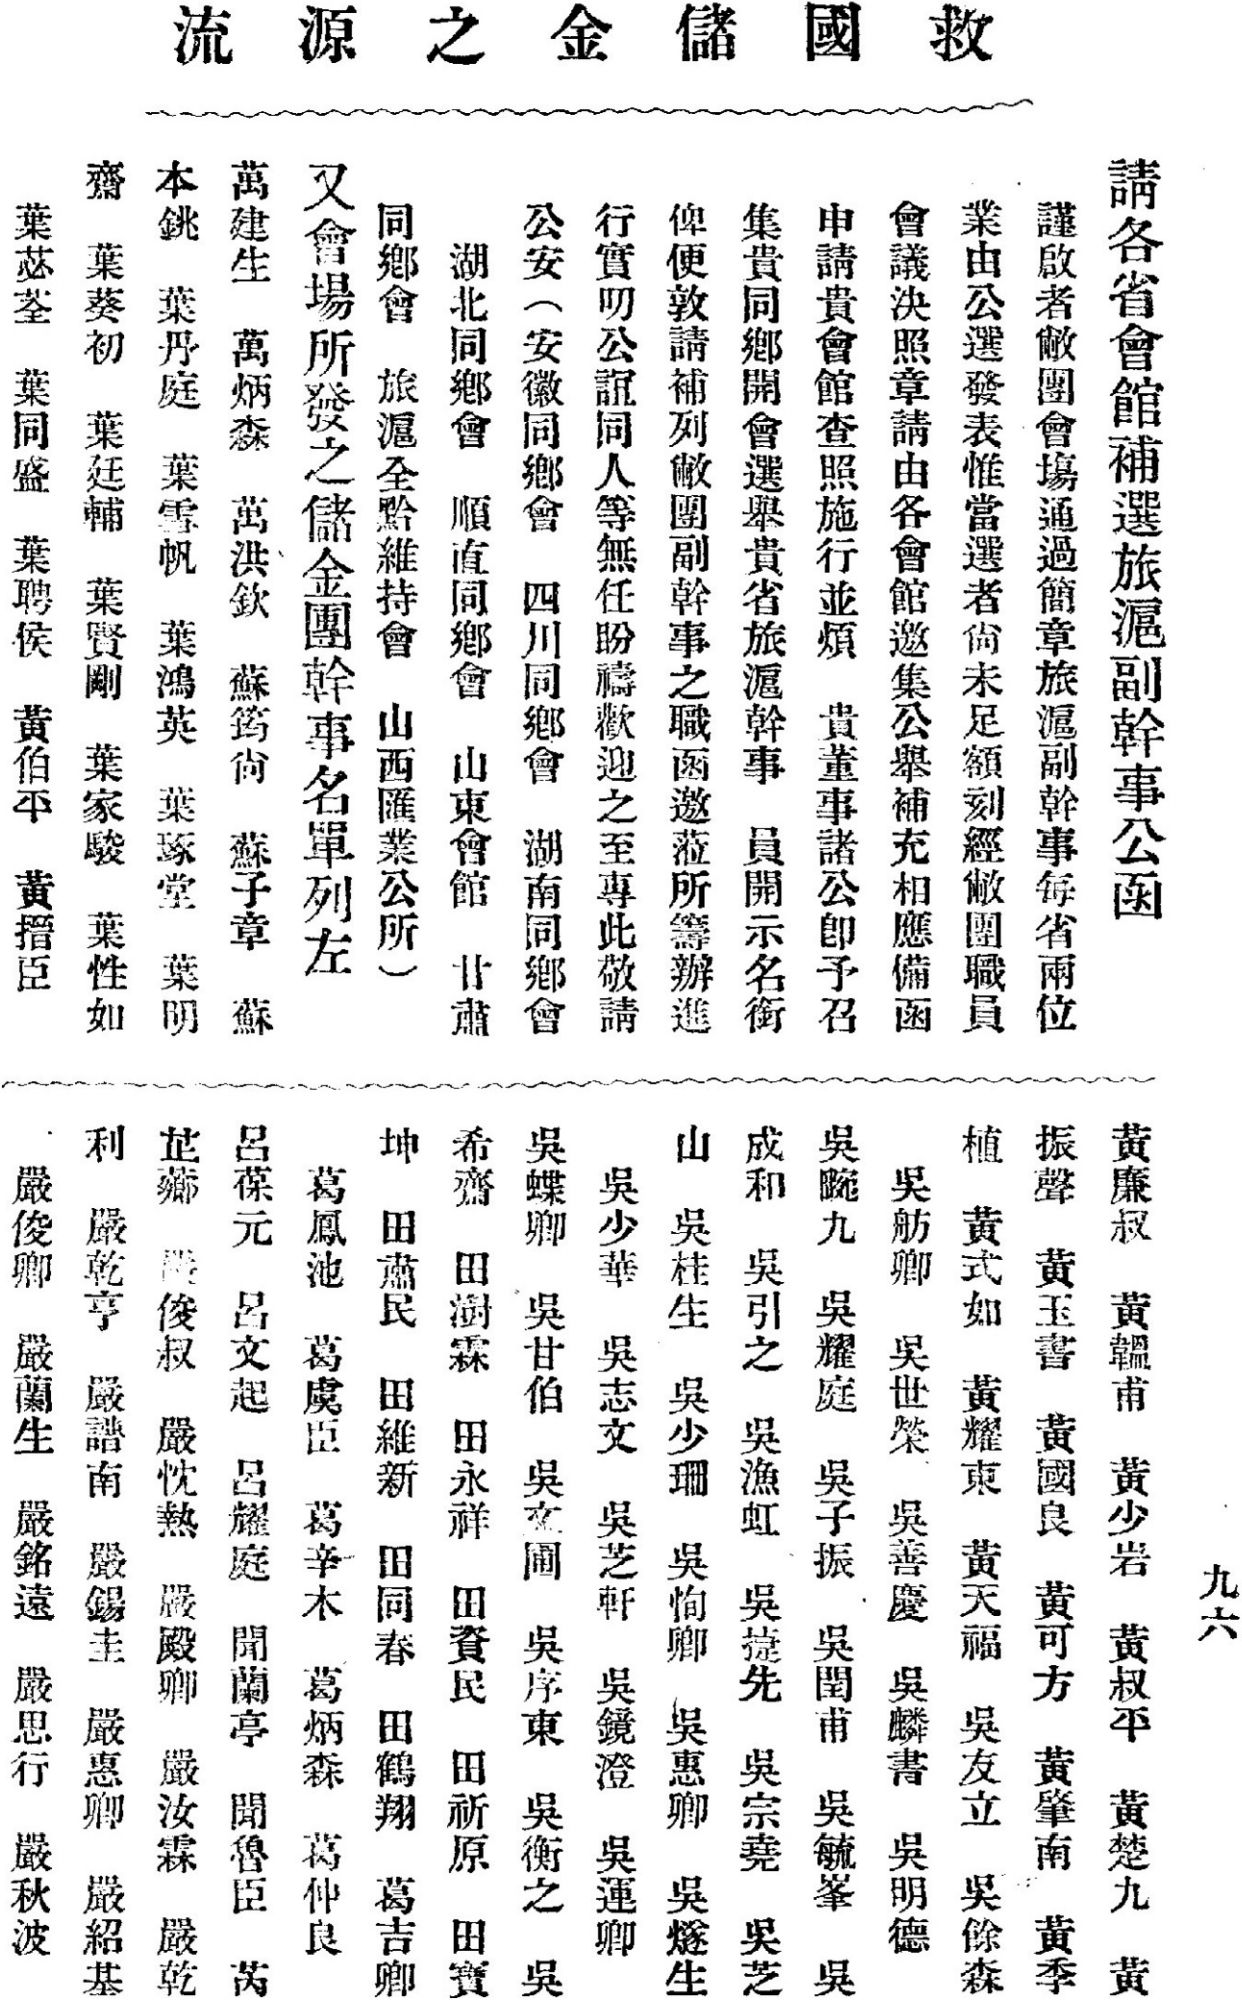 救國儲金之源流
請各省會館補選旅滬副幹事公函
謹啟者敝團會塲通過簡章旅滬副幹事每省兩位
業由公選發表惟當選者尙未足額刻經敝團職員
會議決照章請由各會館邀集公舉補充相應備函
申請貴會館查照施行並煩　貴董事諸公卽予召
集貴同鄉開會選舉貴省旅滬幹事　員開示名銜
俾便敦請補列敝團副幹事之職函邀蒞所籌辦進
行實叨公誼同人等無任盼禱歡迎之至專此敬請
公安（安徽同鄉會　四川同鄉會　湖南同鄉會
湖北同鄉會　順直同鄉會　山東會館　甘肅
同鄉會　旅滬全黔維持會　山西匯業公所）
又會場所發之儲金團幹事名單列左
萬建生　萬炳森　萬洪欽　蘇筠尙　蘇子章　蘇
本銚　葉丹庭　葉雲帆　葉鴻英　葉琢堂　葉明
齋　葉葵初　葉廷輔　葉賢剛　葉家駿　葉性如
葉苾荃　葉同盛　葉聘侯　黃伯平　黃搢臣
黃廉叔　黃韞甫　黃少岩　黃叔平　黃楚九　黃
振聲　黃玉書　黃國良　黃可方　黃肇南　黃季
植　黃式如　黃耀東　黃天福　吳友立　吳餘森
吳舫卿　吳世榮　吳善慶　吳麟書　吳明德
吳畹九　吳耀庭　吳子振　吳閏甫　吳毓峯　吳
成和　吳引之　吳漁虹　吳捷先　吳宗堯　吳芝
山　吳桂生　吳少珊　吳恂卿　吳惠卿　吳燧生
吳少華　吳志文　吳芝軒　吳鏡澄　吳運卿
吳蝶卿　吳甘伯　吳文圃　吳序東　吳衡之　吳
希齋　田澍霖　田永祥　田資民　田祈原　田寶
坤　田肅民　田維新　田同春　田鶴翔　葛吉卿
葛鳳池　葛虞臣　葛辛木　葛炳森　葛仲良
呂葆元　呂文起　呂耀庭　聞蘭亭　聞魯臣　芮
芷薌　嚴俊叔　嚴忱熱　嚴殿卿　嚴汝霖　嚴乾
利　嚴乾亨　嚴諧南　嚴錫圭　嚴惠卿　嚴紹基
嚴俊卿　嚴蘭生　嚴銘遠　嚴思行　嚴秋波
九六